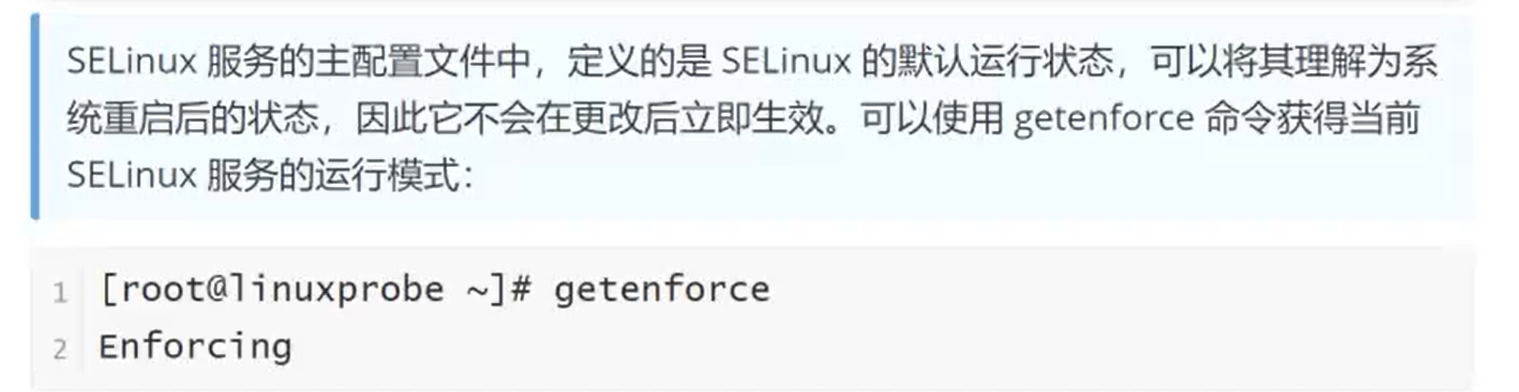 SELinux 服务的主配置文件中，定义的是 SELinux 的默认运行状态，可以将其理解为系
统重启后的状态，因此它不会在更改后立即生效。可以使用 getenforce 命令获得当前
SELinux 服务的运行模式：
1 [root@linuxprobe ~]# getenforce
2 Enforcing